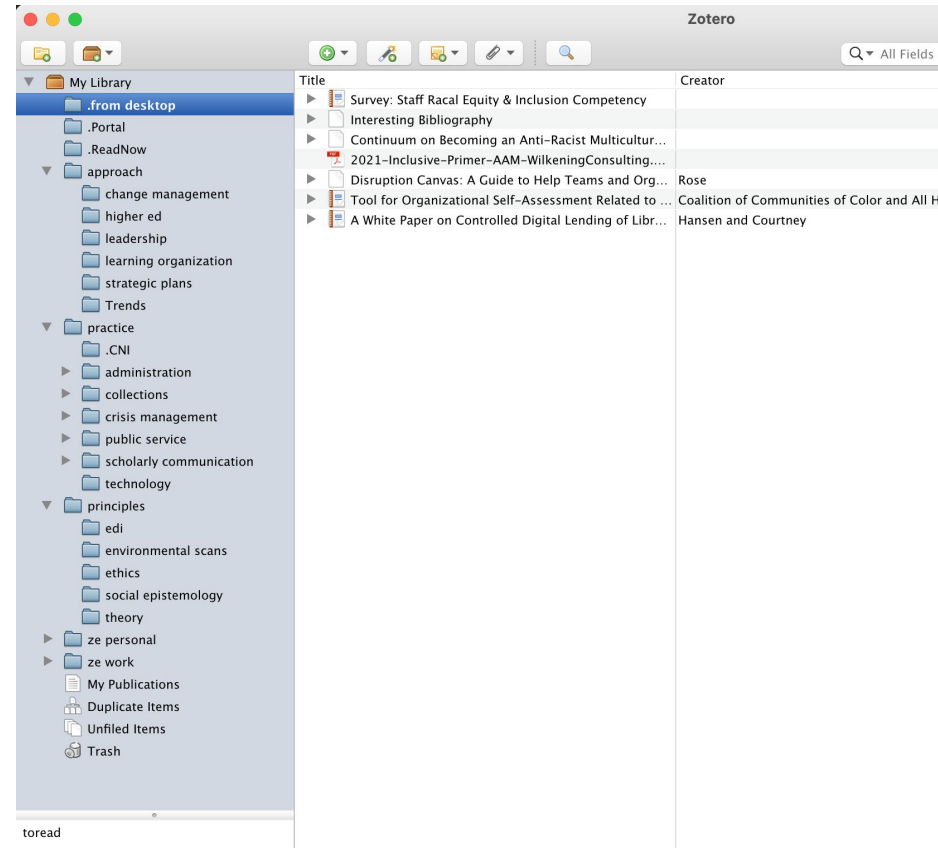 Zotero
All Fields
My Library
.from desktop
.Portal
.ReadNow
approach
change management
higher ed
leadership
learning organization
strategic plans
Trends
practice
.CNI
administration
collections
crisis management
public service
scholarly communication
technology
principles
edi
environmental scans
ethics
social epistemology
theory
ze personal
ze work
My Publications
Duplicate Items
Unfiled Items
Trash
toread
Title Creator
Survey: Staff Racal Equity & Inclusion Competency
Interesting Bibliography
Continuum on Becoming an Anti-Racist Multicultur...
2021-Inclusive-Primer-AAM-WilkeningConsulting....
Disruption Canvas: A Guide to Help Teams and Org... Rose
Tool for Organizational Self-Assessment Related to ... Coalition of Communities of Color and All H
A White Paper on Controlled Digital Lending of Libr... Hansen and Courtney